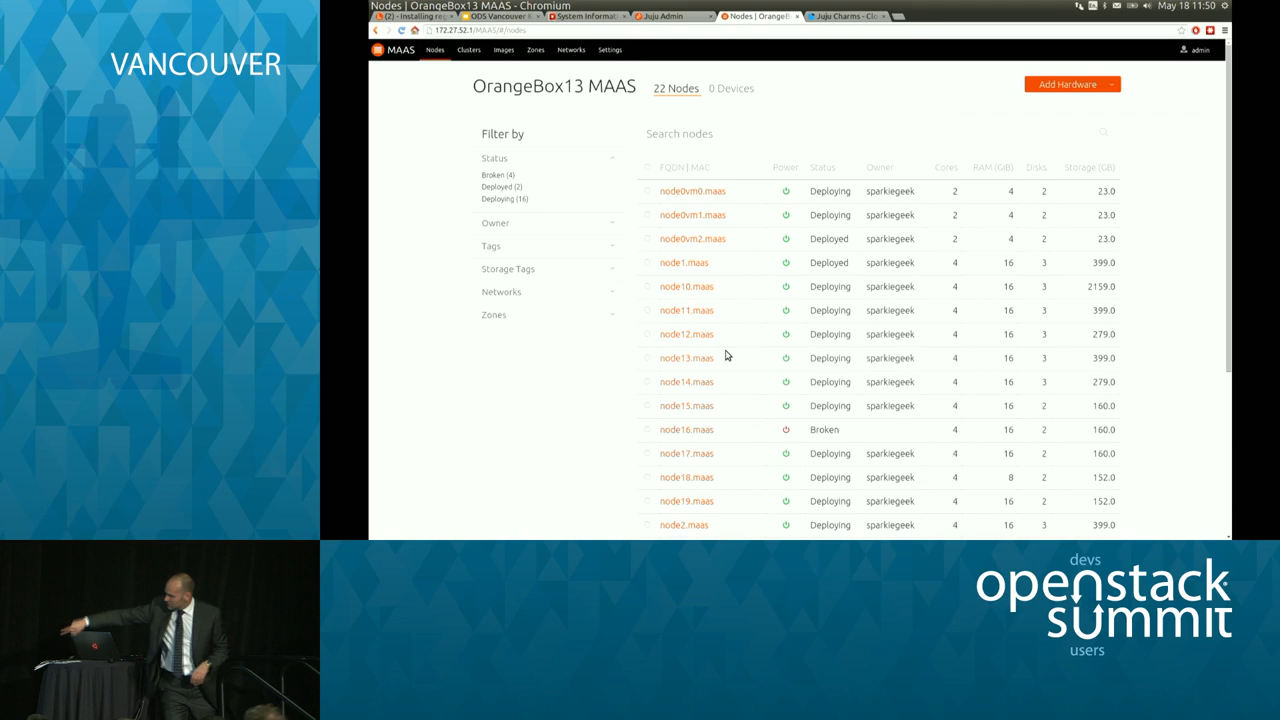 VANCOUVER
Nodes | OrangeBox13 MAAS - Chromium
May 18 11:50
(2) - Installing reg
ODS Vancouver K
System Informati
Juju Admin
Nodes | OrangeB
Juju Charms - Clo
172.27.52.1/MAAS/#/nodes
MAAS Nodes Clusters Images Zones Networks Settings admin
OrangeBox13 MAAS 22 Nodes 0 Devices Add Hardware
Filter by
Status
Broken (4)
Deployed (2)
Deploying (16)
Owner
Tags
Storage Tags
Networks
Zones
Search nodes
FQDN | MAC Power Status Owner Cores RAM (GiB) Disks Storage (GB)
node0vm0.maas Deploying sparkiegeek 2 4 2 23.0
node0vm1.maas Deploying sparkiegeek 2 4 2 23.0
node0vm2.maas Deployed sparkiegeek 2 4 2 23.0
node1.maas Deployed sparkiegeek 4 16 3 399.0
node10.maas Deploying sparkiegeek 4 16 3 2159.0
node11.maas Deploying sparkiegeek 4 16 3 399.0
node12.maas Deploying sparkiegeek 4 16 3 279.0
node13.maas Deploying sparkiegeek 4 16 3 399.0
node14.maas Deploying sparkiegeek 4 16 3 279.0
node15.maas Deploying sparkiegeek 4 16 2 160.0
node16.maas Broken 4 16 2 160.0
node17.maas Deploying sparkiegeek 4 16 2 160.0
node18.maas Deploying sparkiegeek 4 8 2 152.0
node19.maas Deploying sparkiegeek 4 16 2 152.0
node2.maas Deploying sparkiegeek 4 16 3 399.0
devs
openstack
summit
users